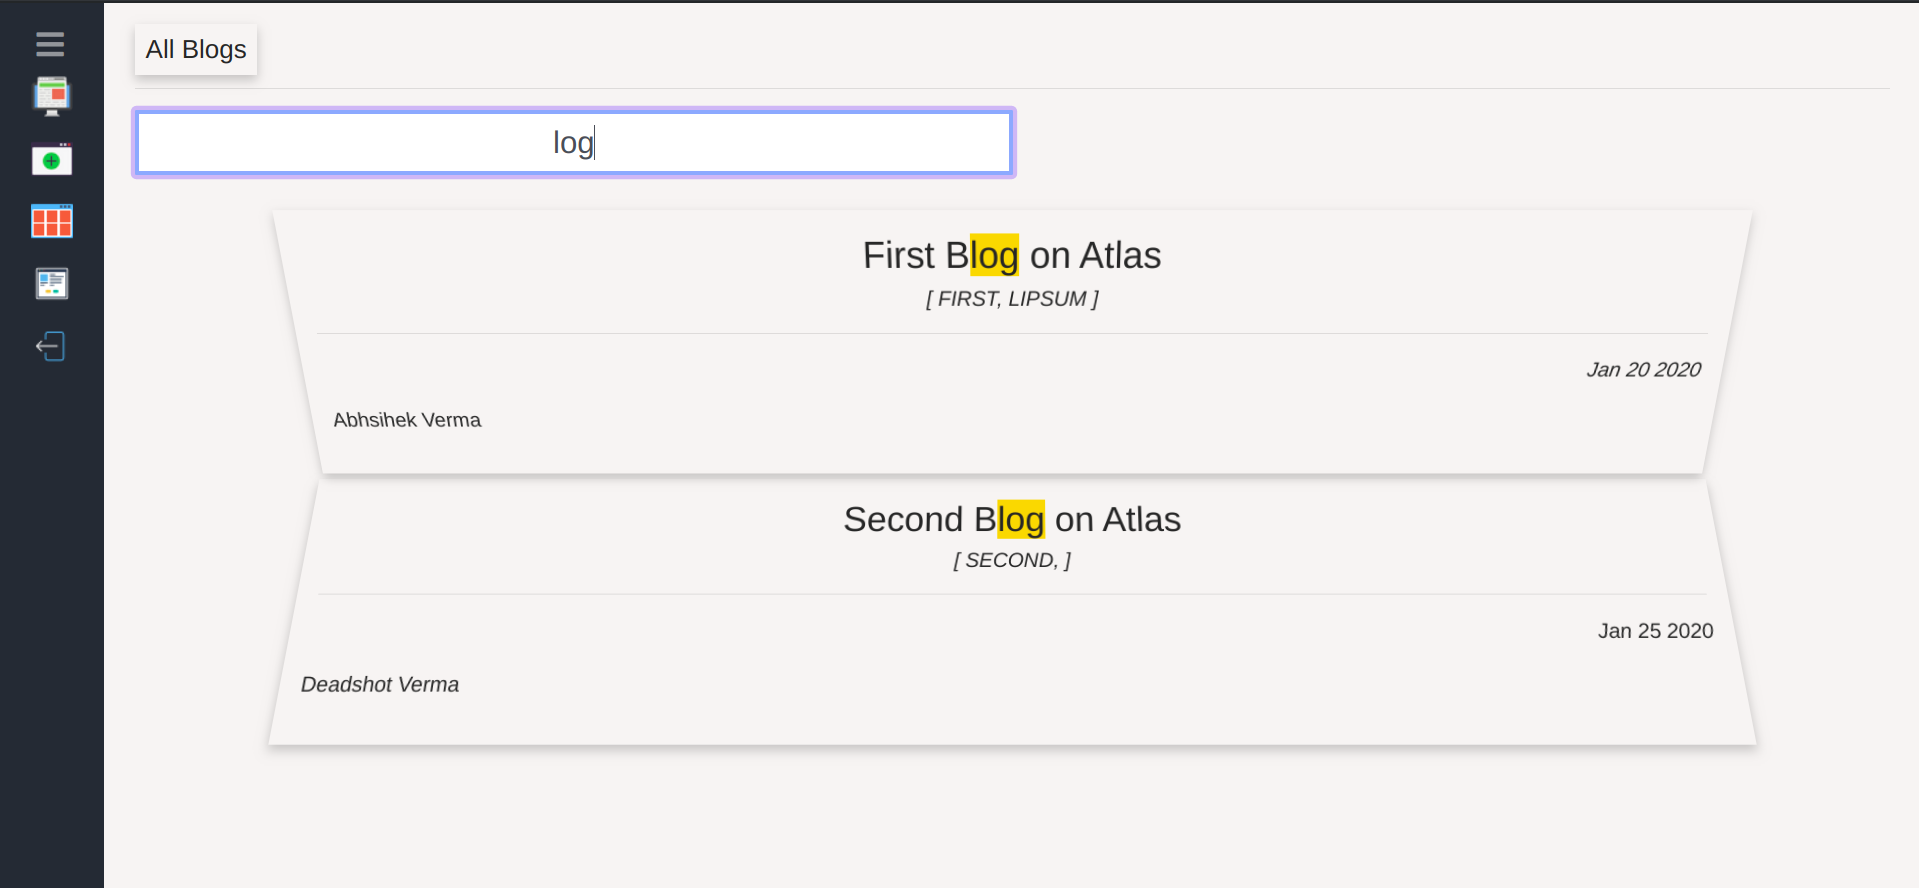 All Blogs
log
First Blog on Atlas
[ FIRST, LIPSUM ]
Jan 20 2020
Abhsihek Verma
Second Blog on Atlas
[ SECOND, ]
Jan 25 2020
Deadshot Verma